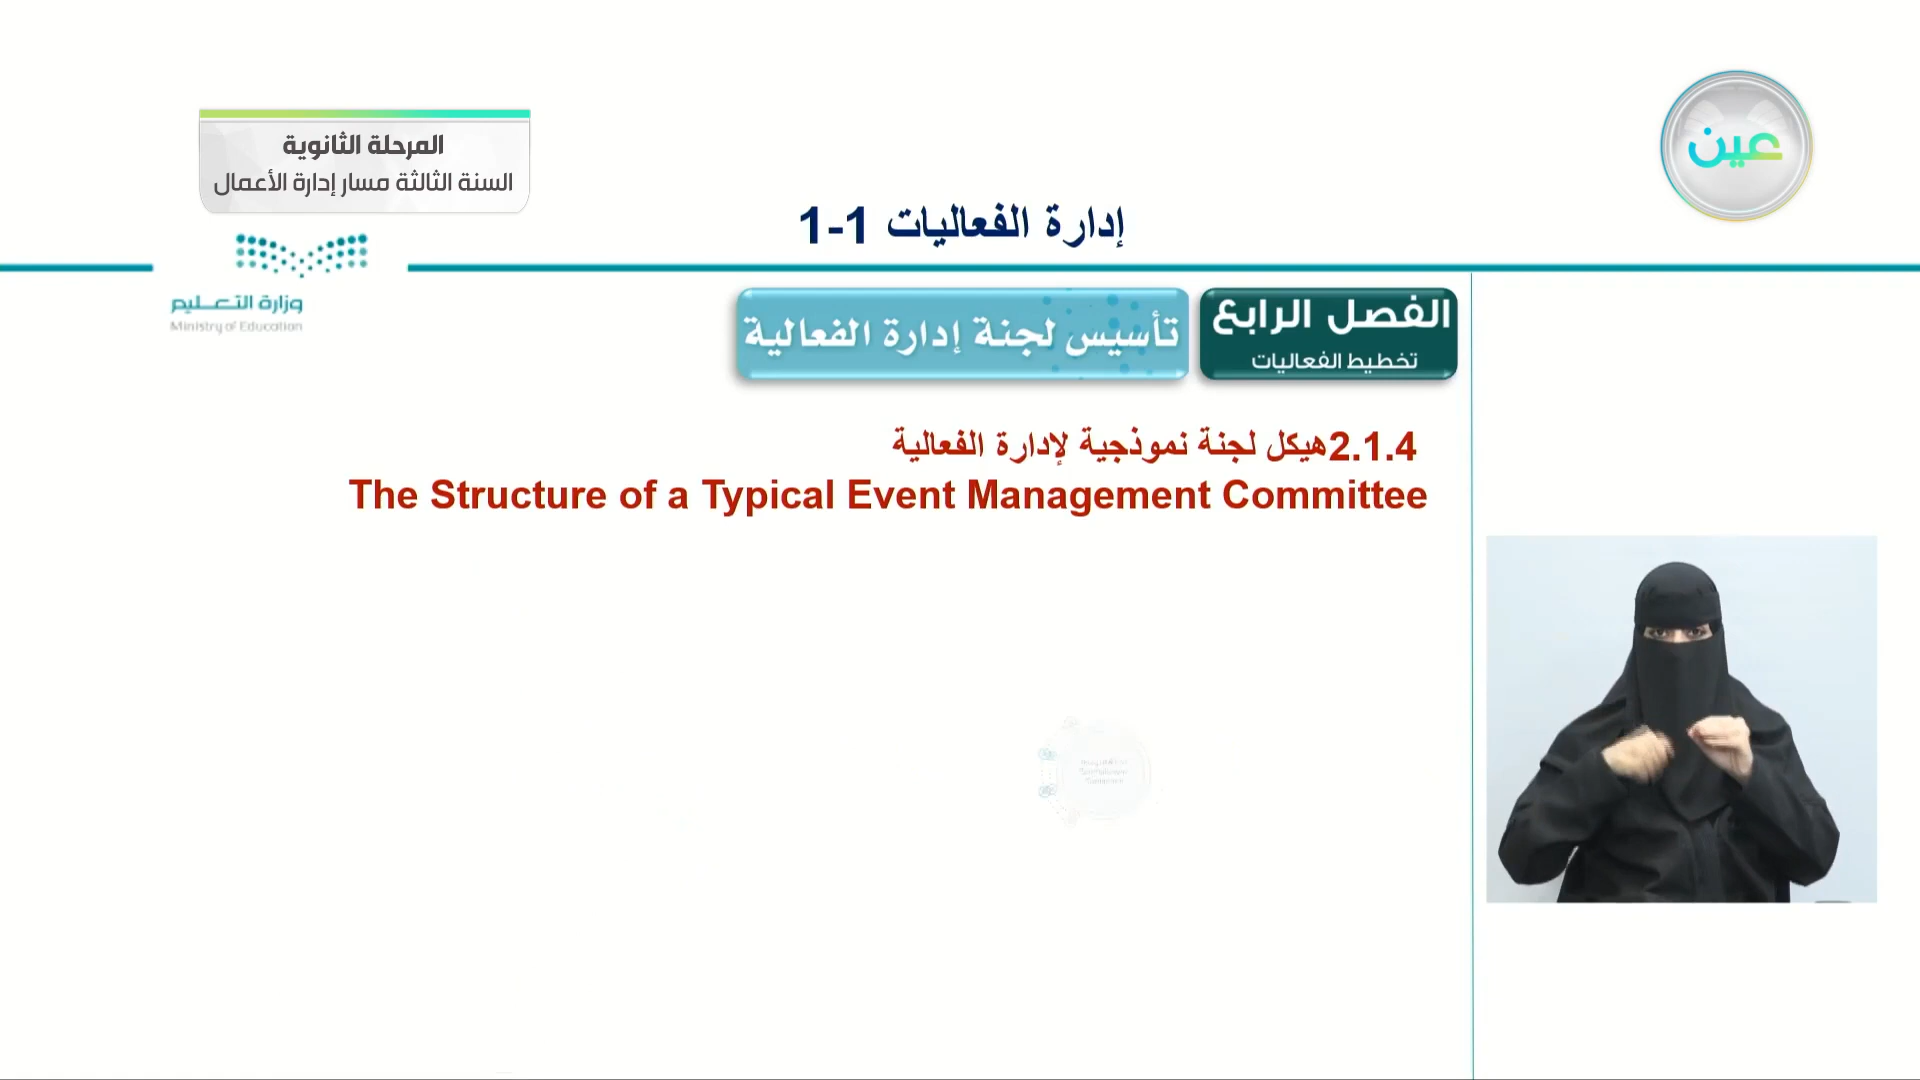 المرحلة الثانوية
السنة الثالثة مسار إدارة الأعمال
عين
إدارة الفعاليات 1-1
وزارة التعليم
Ministry of Education
الفصل الرابع
تخطيط الفعاليات
تأسيس لجنة إدارة الفعالية
2.1.4هيكل لجنة نموذجية لإدارة الفعالية
The Structure of a Typical Event Management Committee